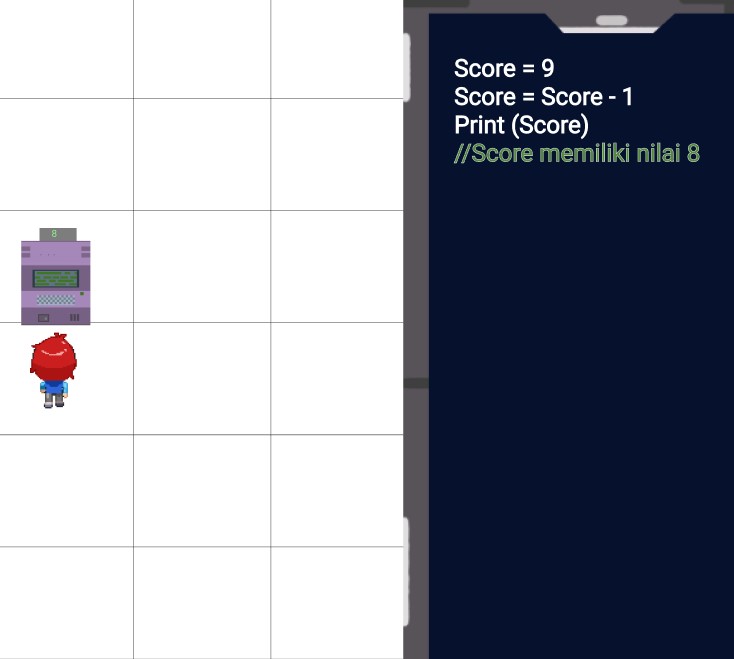 8
Score = 9
Score = Score - 1
Print (Score)
//Score memiliki nilai 8